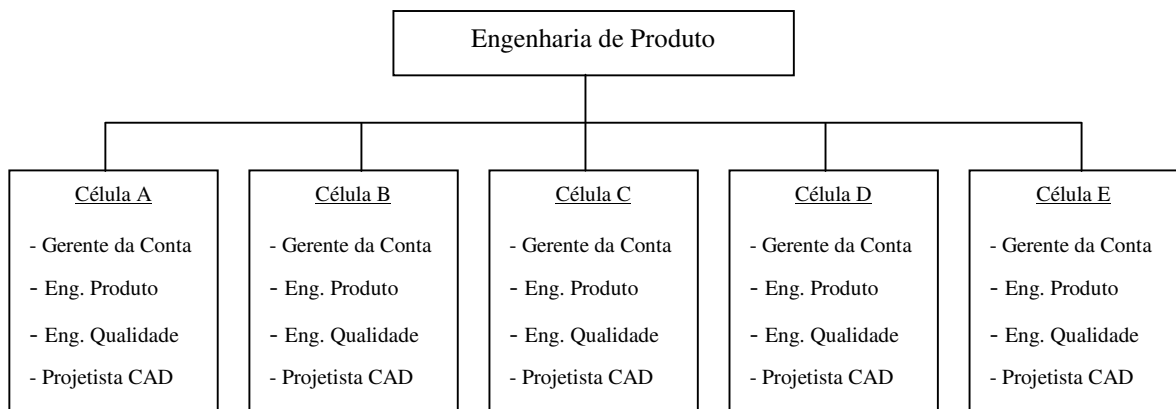 Engenharia de Produto
Célula A
- Gerente da Conta
- Eng. Produto
- Eng. Qualidade
- Projetista CAD
Célula B
- Gerente da Conta
- Eng. Produto
- Eng. Qualidade
- Projetista CAD
Célula C
- Gerente da Conta
- Eng. Produto
- Eng. Qualidade
- Projetista CAD
Célula D
- Gerente da Conta
- Eng. Produto
- Eng. Qualidade
- Projetista CAD
Célula E
- Gerente da Conta
- Eng. Produto
- Eng. Qualidade
- Projetista CAD